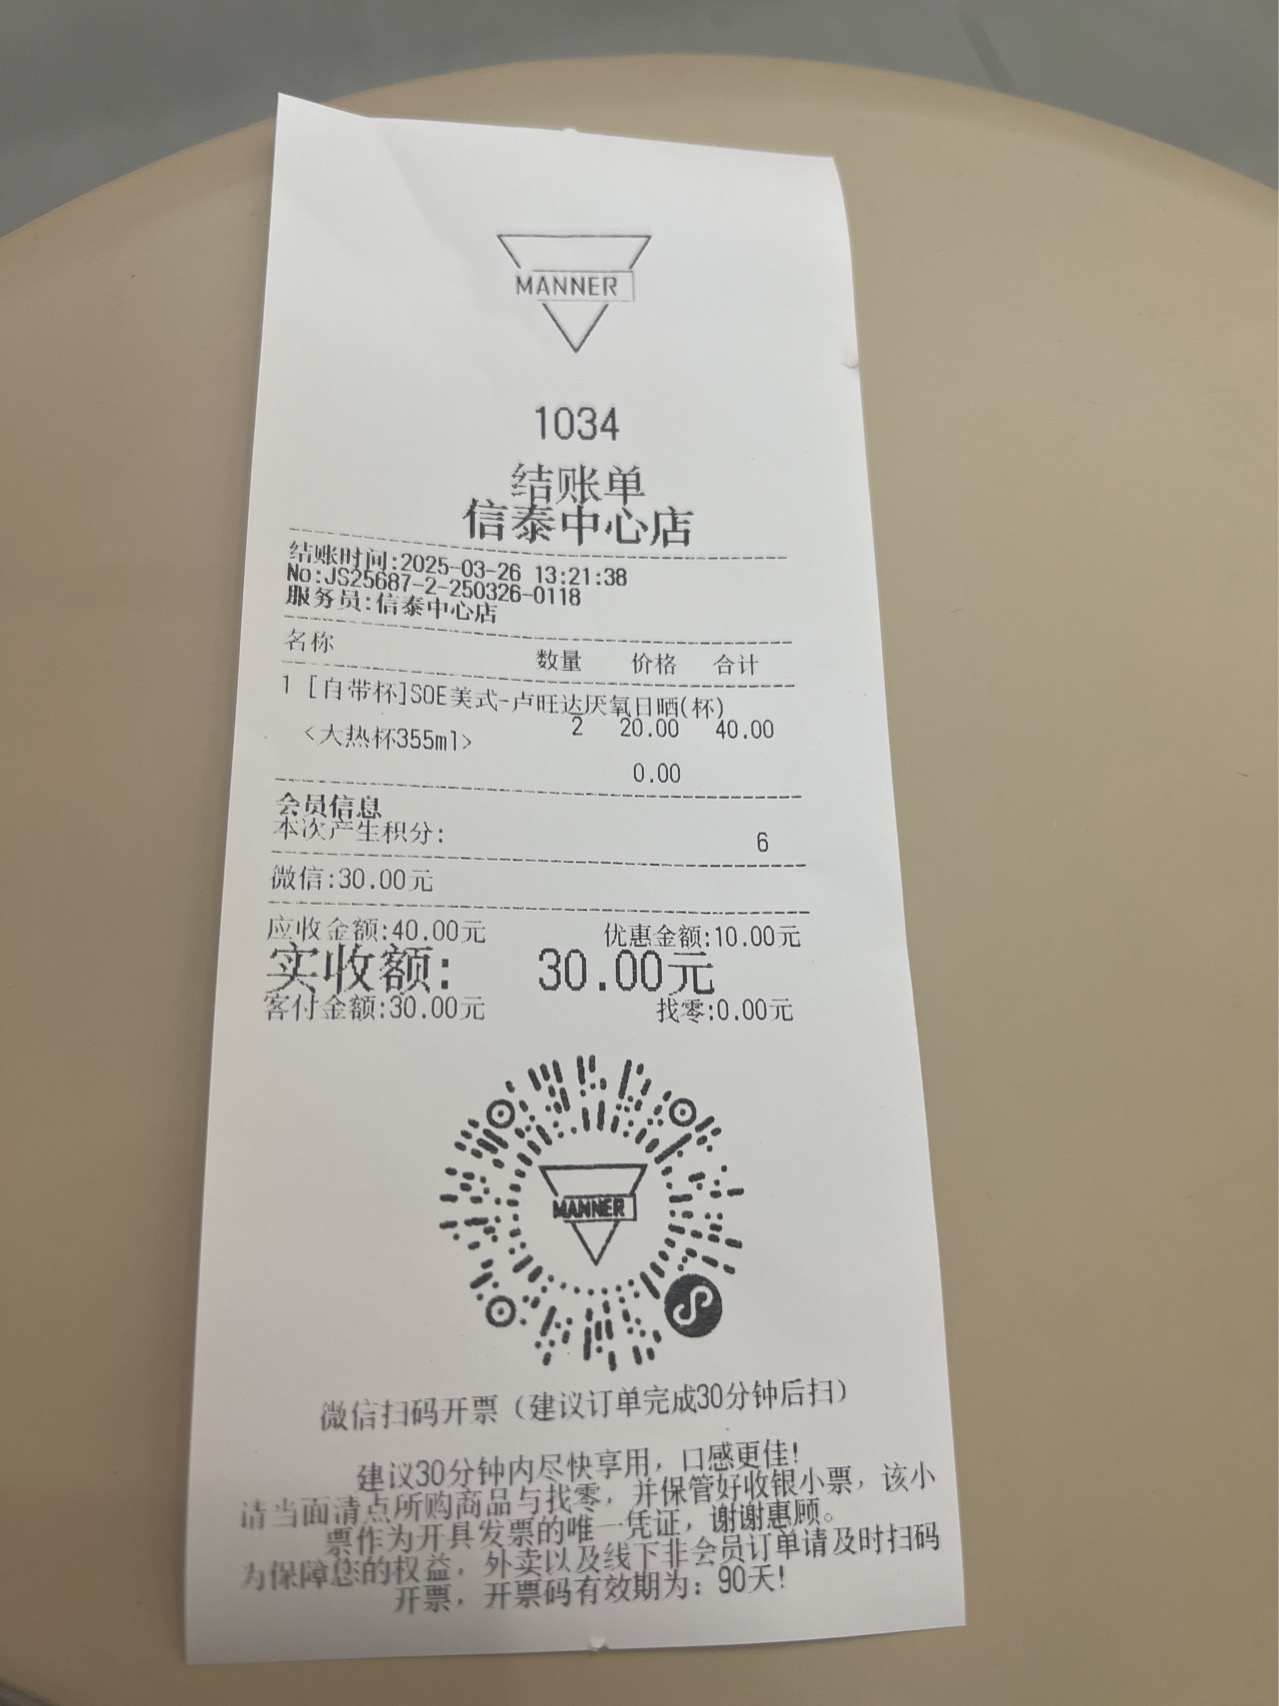 MANNER
1034
结账单
信泰中心店
结账时间:2025-03-26 13:21:38
No:JS25687-2-250326-0118
服务员:信泰中心店
名称 数量 价格 合计
1 [自带杯]SOE美式-卢旺达厌氧日晒(杯)
2 20.00 40.00
<大热杯355ml>
0.00
会员信息
本次产生积分: 6
微信:30.00元
应收金额:40.00元 优惠金额:10.00元
实收额: 30.00元
客付金额:30.00元 找零:0.00元
MANNER
微信扫码开票（建议订单完成30分钟后扫）
建议30分钟内尽快享用，口感更佳!
请当面清点所购商品与找零，并保管好收银小票，该小
票作为开具发票的唯一凭证，谢谢惠顾。
为保障您的权益，外卖以及线下非会员订单请及时扫码
开票，开票码有效期为：90天!